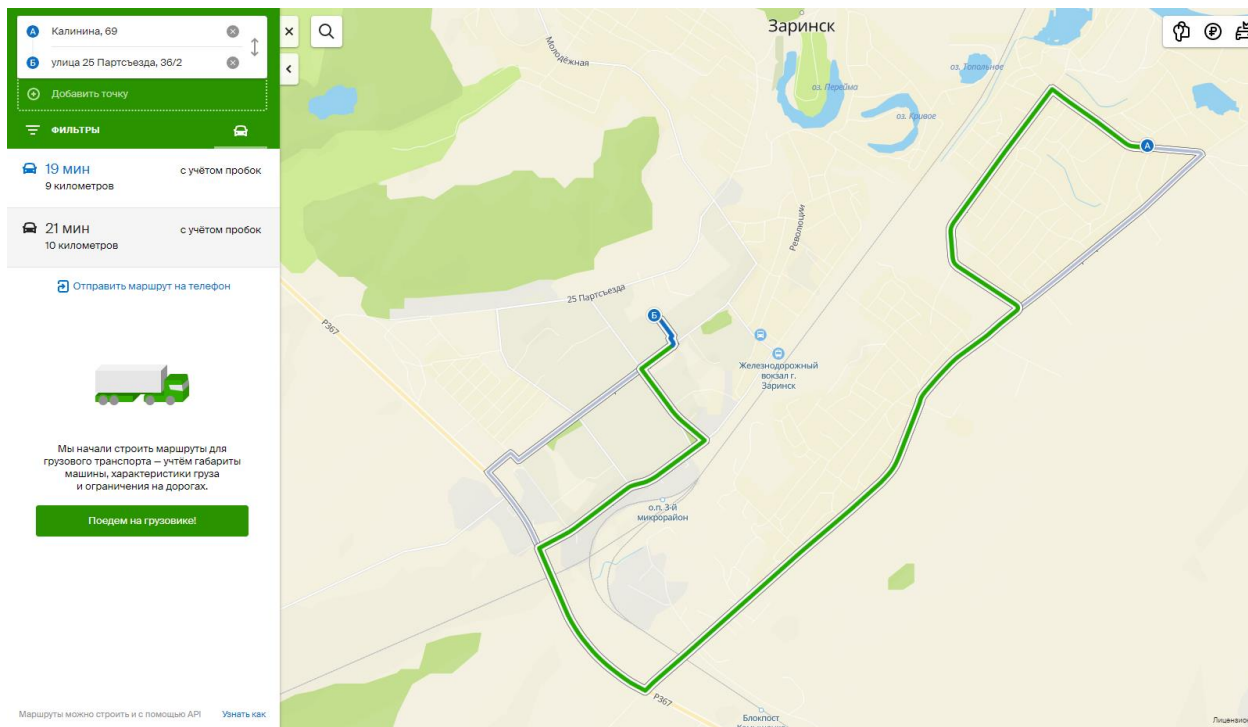 Калинина, 69
улица 25 Партсъезда, 36/2
Добавить точку
ФИЛЬТРЫ
19 мин
с учётом пробок
9 километров
21 мин
с учётом пробок
10 километров
Отправить маршрут на телефон
Мы начали строить маршруты для
грузового транспорта – учтём габариты
машины, характеристики груза
и ограничения на дорогах.
Поедем на грузовике!
Маршруты можно строить и с помощью API
Узнать как
Заринск
Молодёжная
оз. Топольное
оз. Перейма
оз. Кривое
А
Революции
25 Партсъезда
Б
Р367
Железнодорожный
вокзал г.
Заринск
о.п. 3-й
микрорайон
Р367
Блокпост